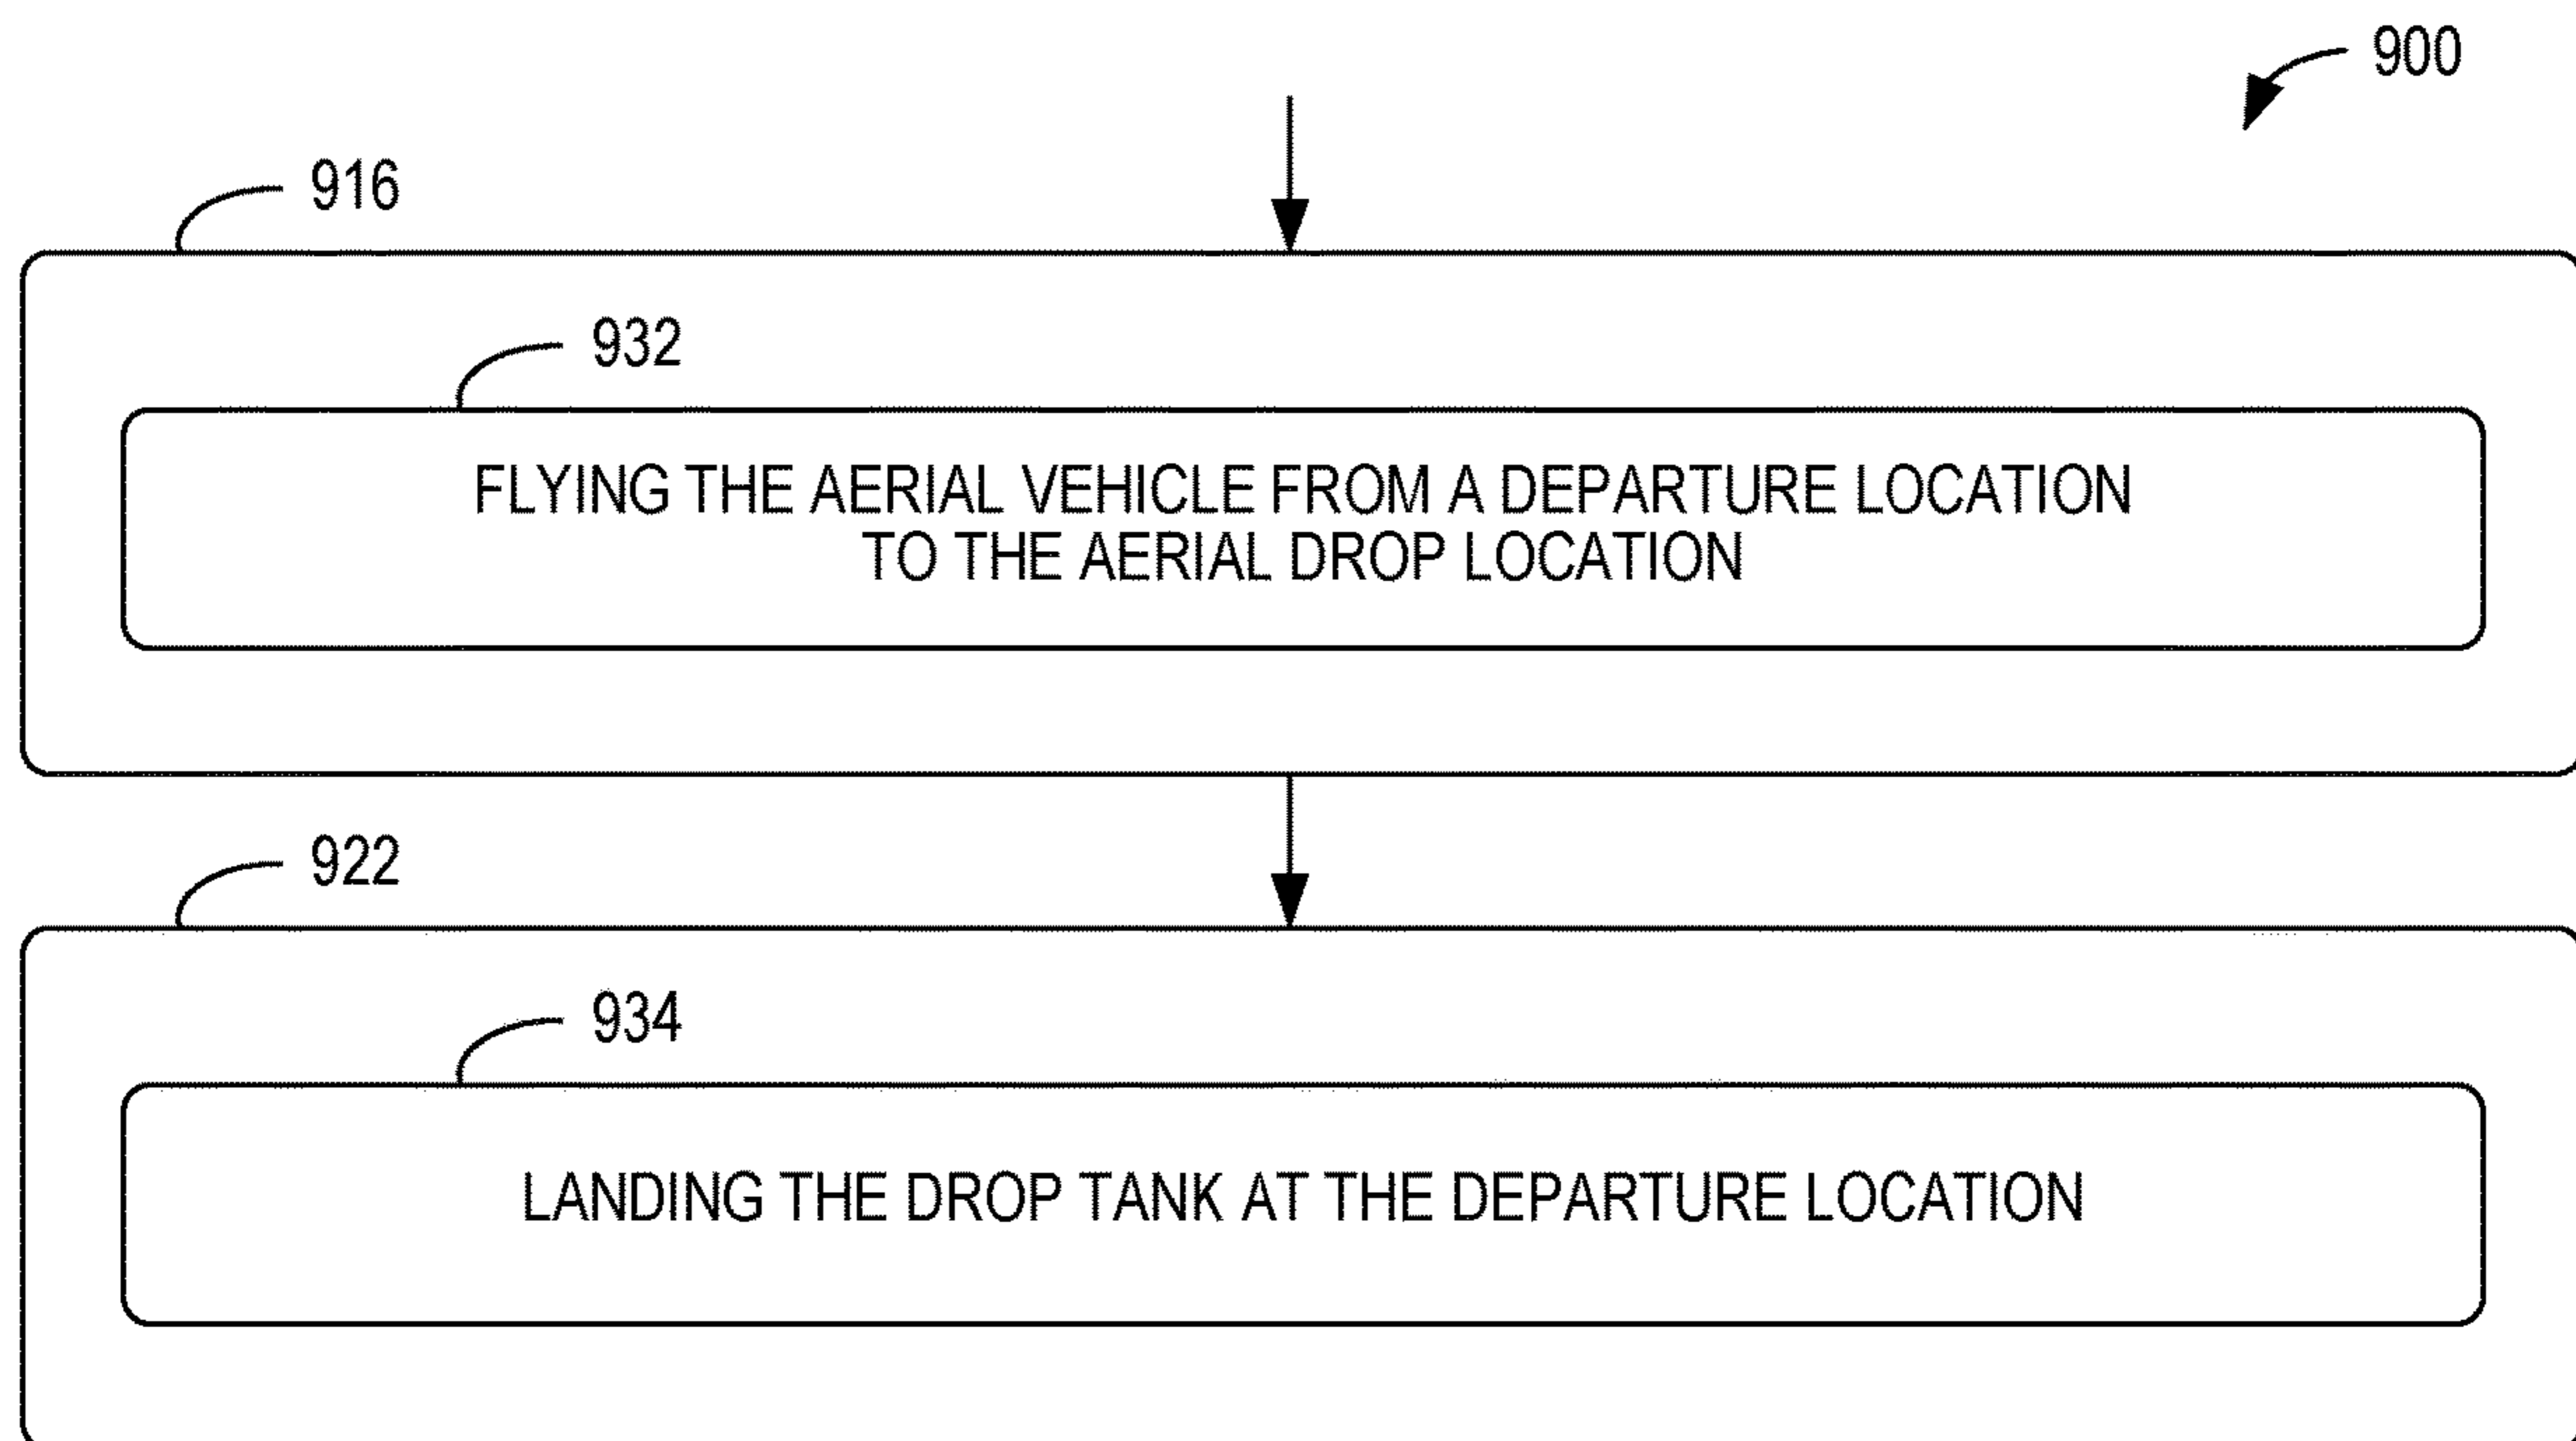 900
916
932
FLYING THE AERIAL VEHICLE FROM A DEPARTURE LOCATION
TO THE AERIAL DROP LOCATION
922
934
LANDING THE DROP TANK AT THE DEPARTURE LOCATION